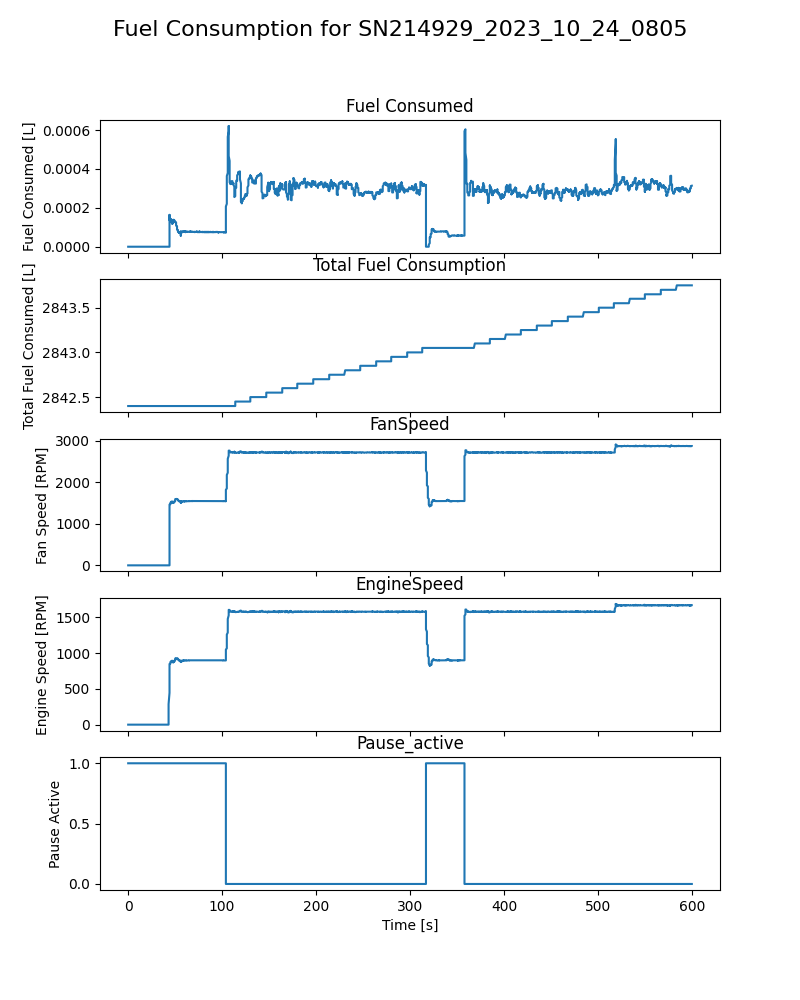 Fuel Consumption for SN214929_2023_10_24_0805
Fuel Consumed
Fuel Consumed [L]
0.0006
0.0004
0.0002
0.0000
Total Fuel Consumption
Total Fuel Consumed [L]
2843.5
2843.0
2842.5
FanSpeed
Fan Speed [RPM]
3000
2000
1000
0
EngineSpeed
Engine Speed [RPM]
1500
1000
500
0
Pause_active
Pause Active
1.0
0.5
0.0
0 100 200 300 400 500 600
Time [s]